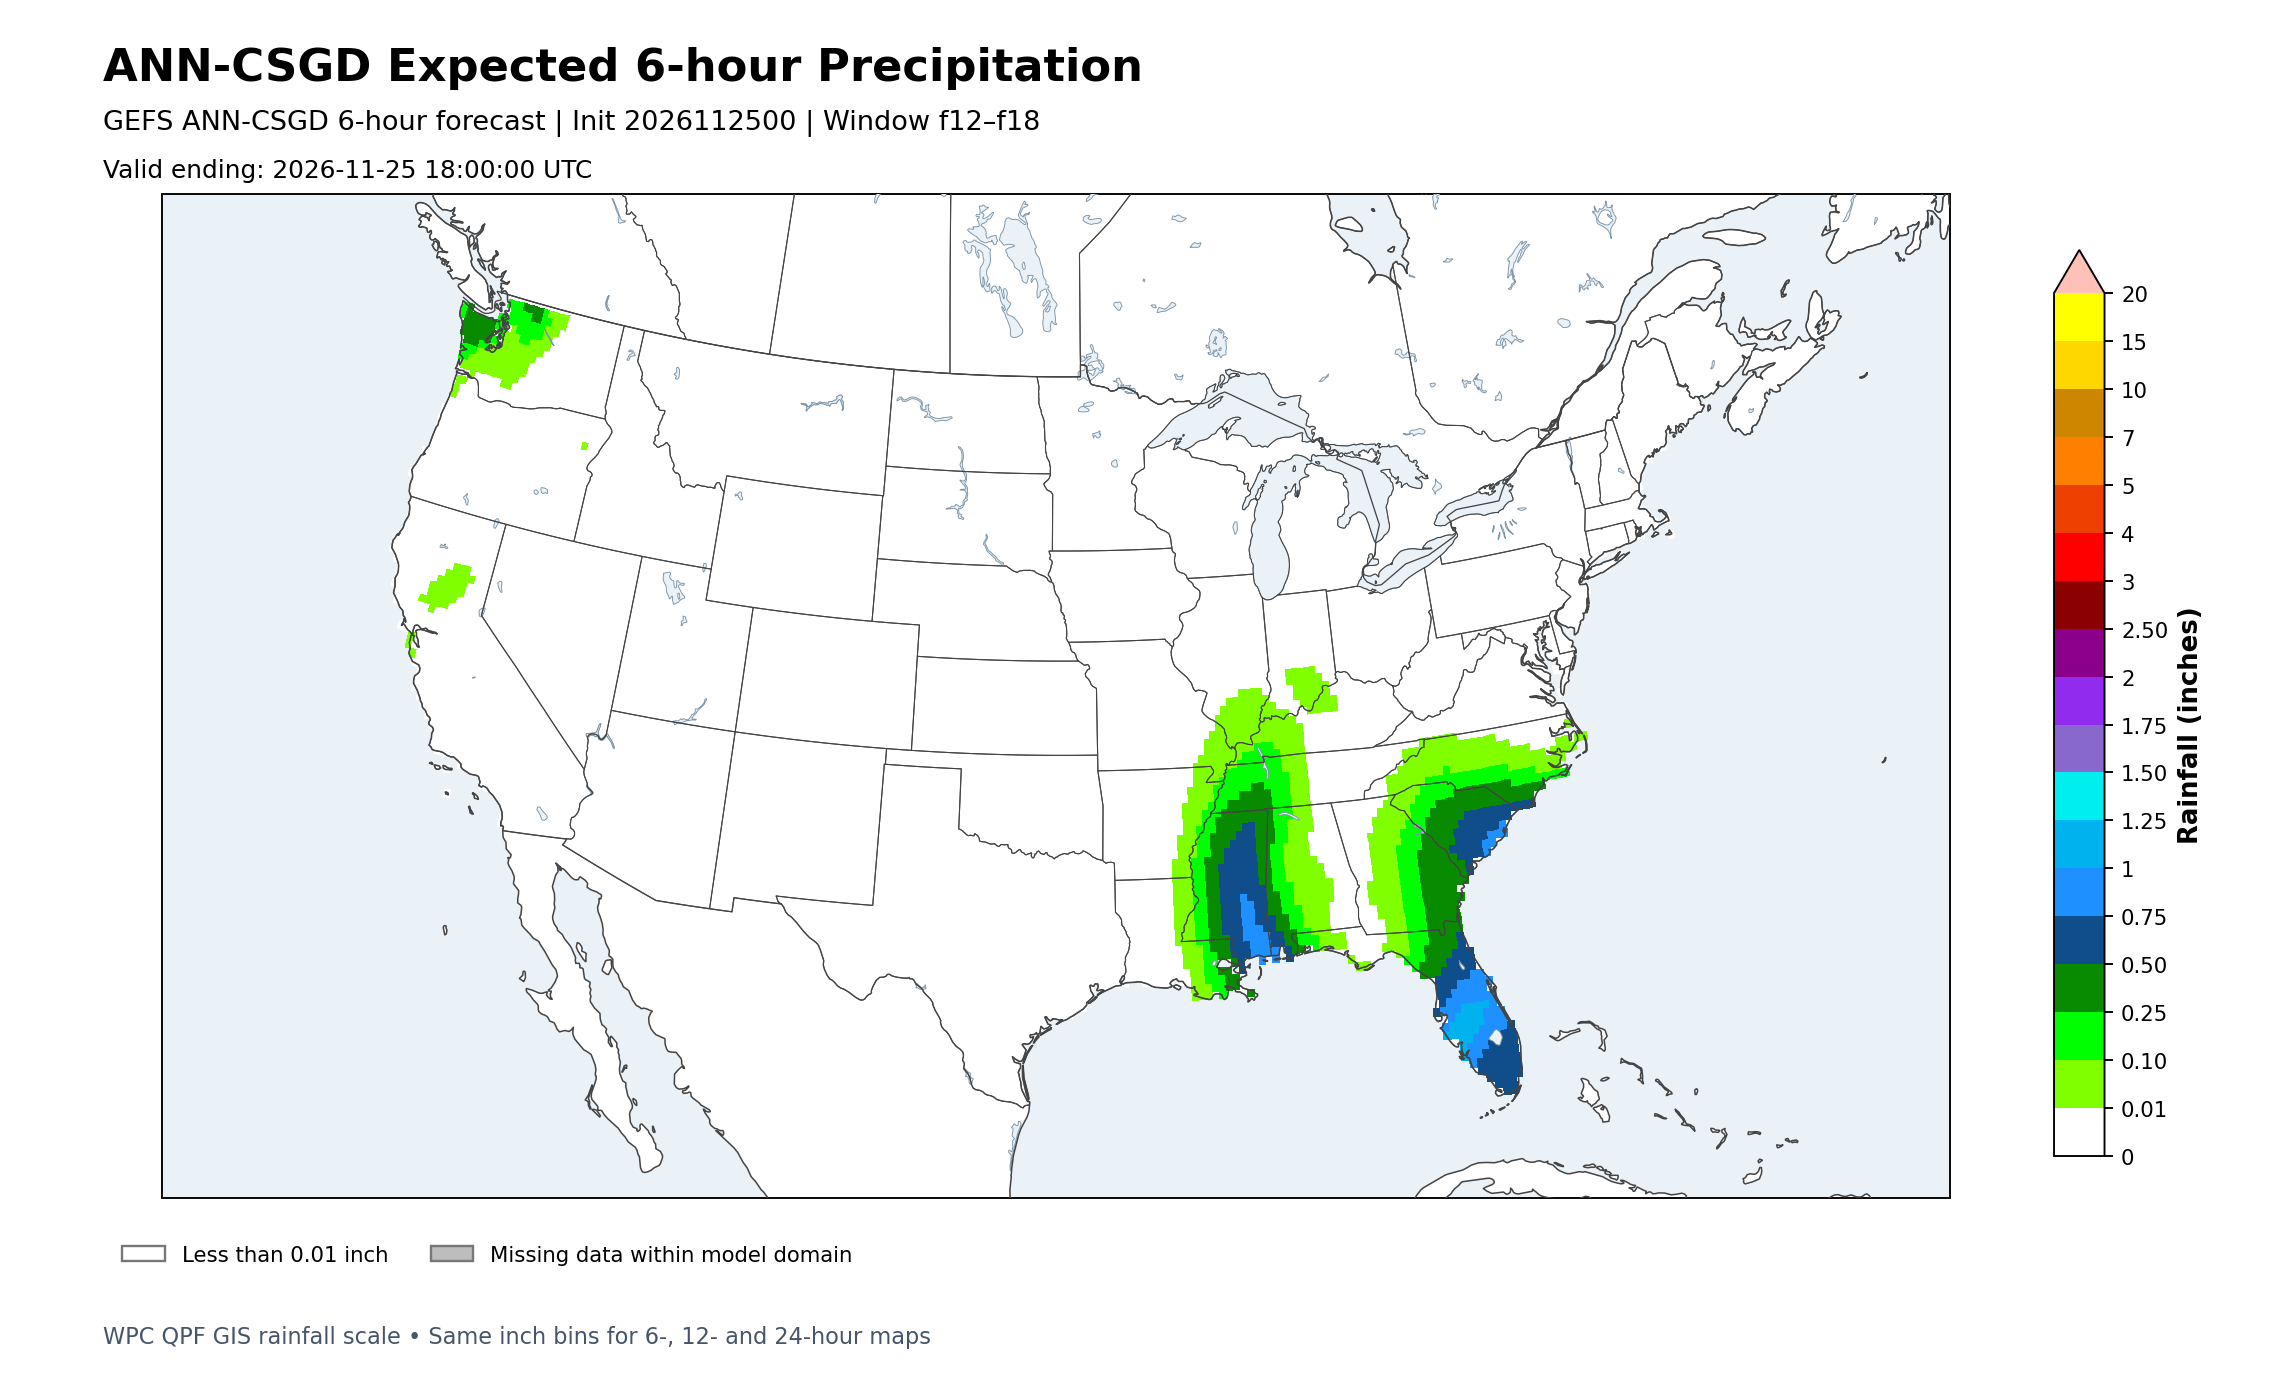 ANN-CSGD Expected 6-hour Precipitation
GEFS ANN-CSGD 6-hour forecast | Init 2026112500 | Window f12–f18
Valid ending: 2026-11-25 18:00:00 UTC
20
15
10
7
5
4
3
2.50
2
1.75
1.50
1.25
1
0.75
0.50
0.25
0.10
0.01
0
Rainfall (inches)
Less than 0.01 inch
Missing data within model domain
WPC QPF GIS rainfall scale • Same inch bins for 6-, 12- and 24-hour maps